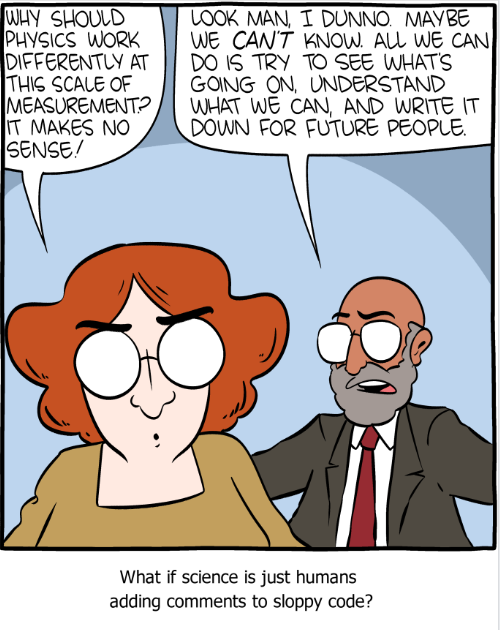 WHY SHOULD
PHYSICS WORK
DIFFERENTLY AT
THIS SCALE OF
MEASUREMENT?
IT MAKES NO
SENSE!
LOOK MAN, I DUNNO. MAYBE
WE CAN'T KNOW. ALL WE CAN
DO IS TRY TO SEE WHAT'S
GOING ON, UNDERSTAND
WHAT WE CAN, AND WRITE IT
DOWN FOR FUTURE PEOPLE.
What if science is just humans
adding comments to sloppy code?